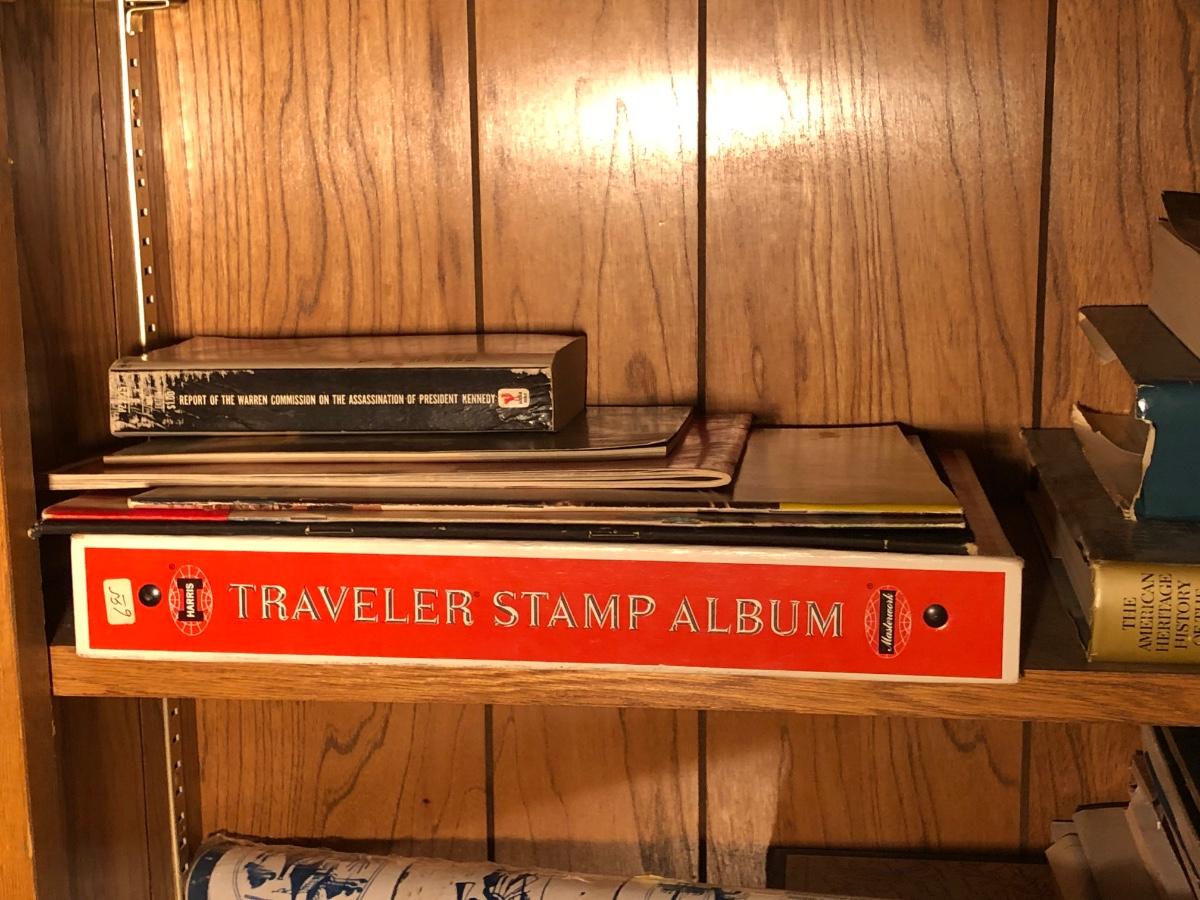 REPORT OF THE WARREN COMMISSION ON THE ASSASSINATION OF PRESIDENT KENNEDY
HARRIS
TRAVELER STAMP ALBUM
Masterwork
THE
AMERICAN
HERITAGE
HISTORY